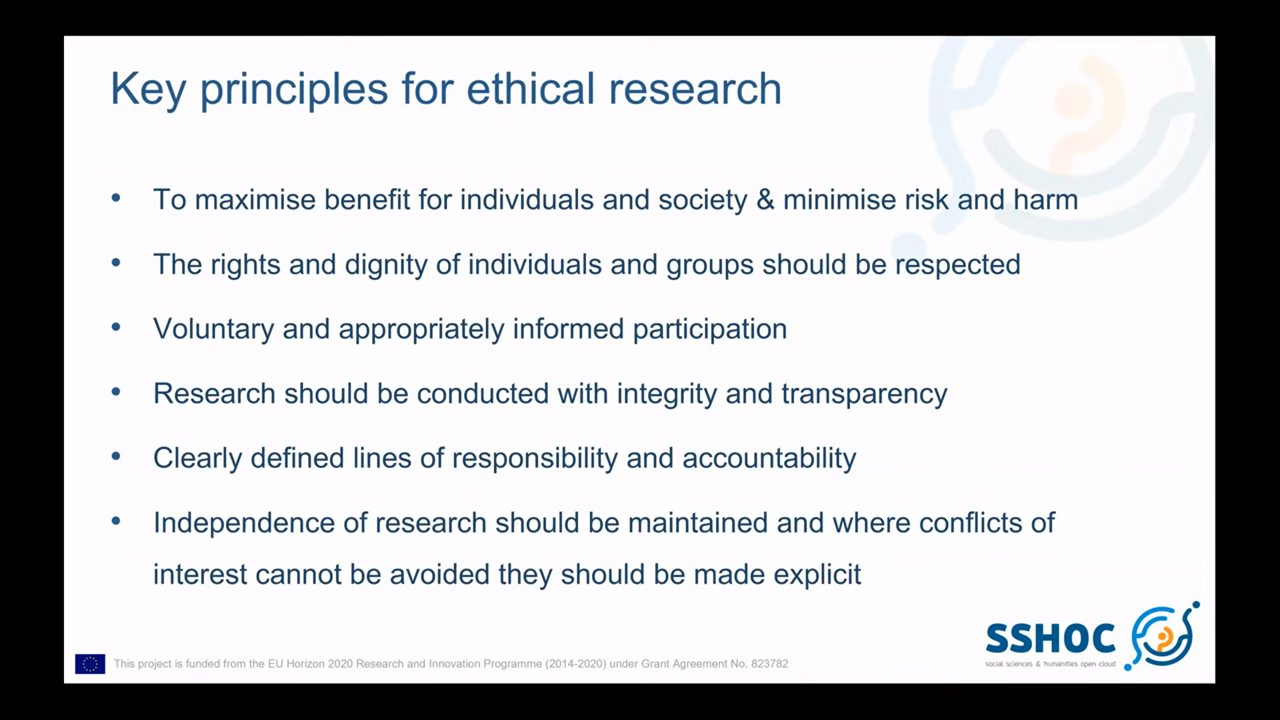 Key principles for ethical research
• To maximise benefit for individuals and society & minimise risk and harm
• The rights and dignity of individuals and groups should be respected
• Voluntary and appropriately informed participation
• Research should be conducted with integrity and transparency
• Clearly defined lines of responsibility and accountability
• Independence of research should be maintained and where conflicts of
interest cannot be avoided they should be made explicit
SSHOC
social sciences & humanities open cloud
This project is funded from the EU Horizon 2020 Research and Innovation Programme (2014-2020) under Grant Agreement No. 823782